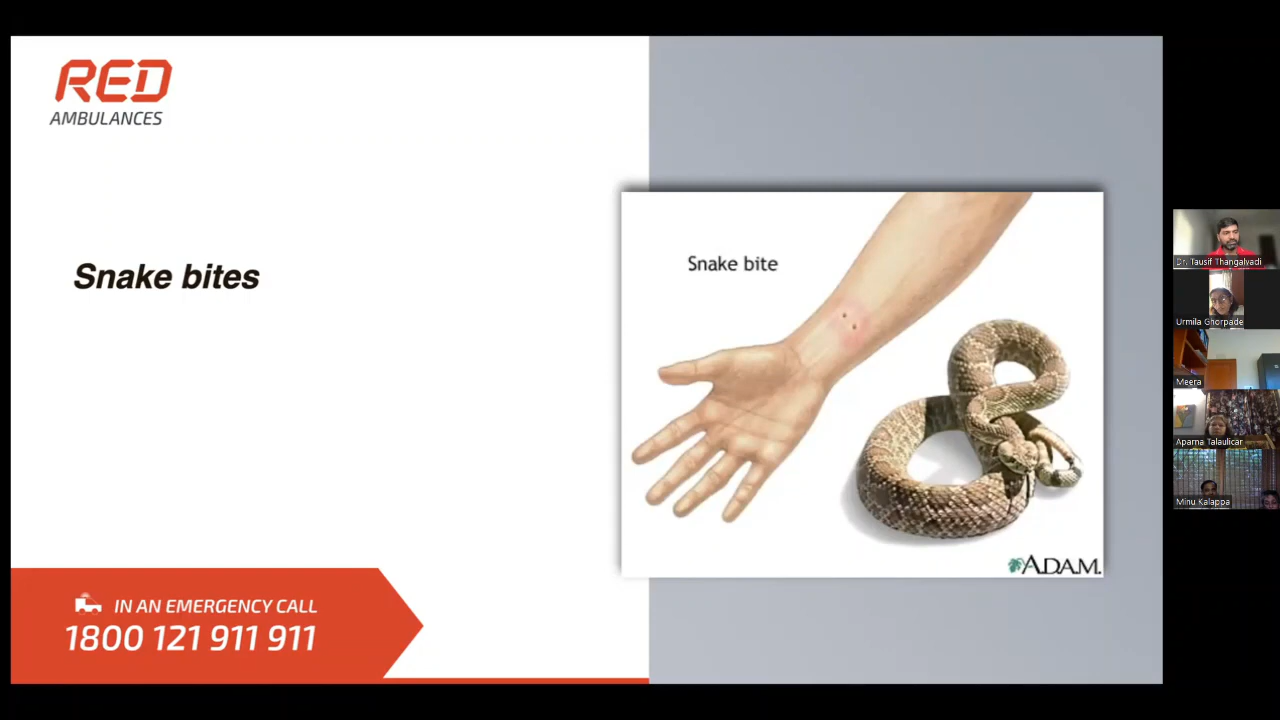 RED
AMBULANCES
Snake bites
Snake bite
A.D.A.M.
IN AN EMERGENCY CALL
1800 121 911 911
Dr. Tausif Thangalvadi
Urmila Ghorpade
Meera
Aparna Talaulicar
Minu Kalappa